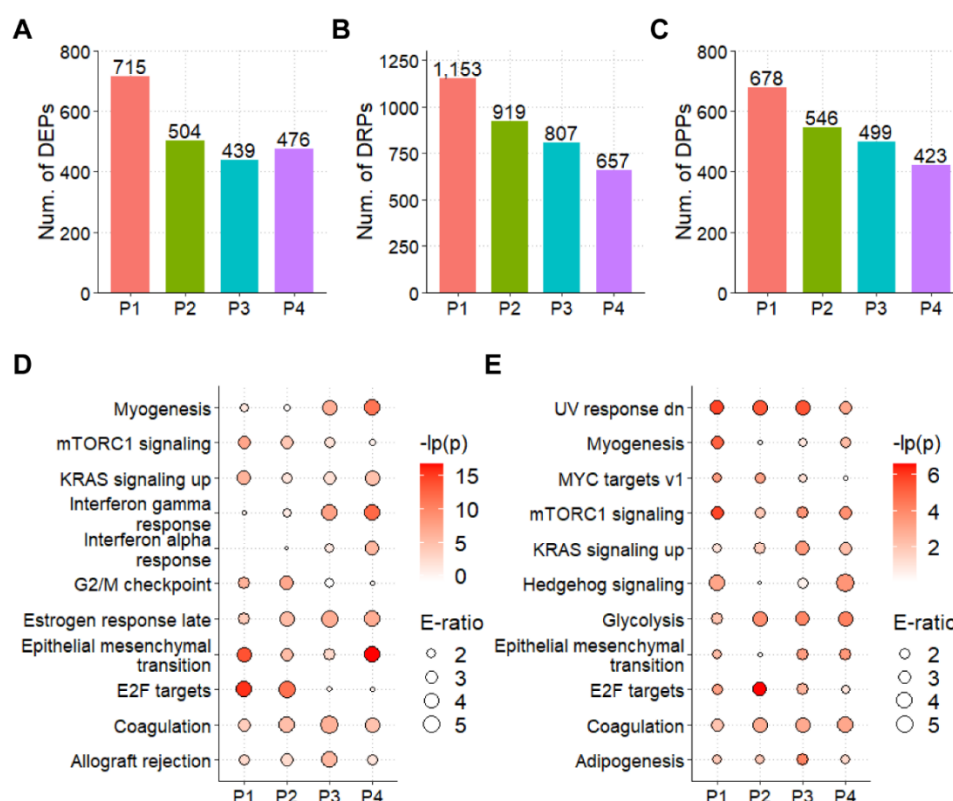 A
Num. of DEPs
800
600
400
200
0
715
504
439
476
P1 P2 P3 P4
B
Num. of DRPs
1250
1000
750
500
250
0
1,153
919
807
657
P1 P2 P3 P4
C
Num. of DPPs
800
600
400
200
0
678
546
499
423
P1 P2 P3 P4
D
Myogenesis
mTORC1 signaling
KRAS signaling up
Interferon gamma
response
Interferon alpha
response
G2/M checkpoint
Estrogen response late
Epithelial mesenchymal
transition
E2F targets
Coagulation
Allograft rejection
P1 P2 P3 P4
-lp(p)
15
10
5
0
E-ratio
2
3
4
5
E
UV response dn
Myogenesis
MYC targets v1
mTORC1 signaling
KRAS signaling up
Hedgehog signaling
Glycolysis
Epithelial mesenchymal
transition
E2F targets
Coagulation
Adipogenesis
P1 P2 P3 P4
-lp(p)
6
4
2
E-ratio
2
3
4
5